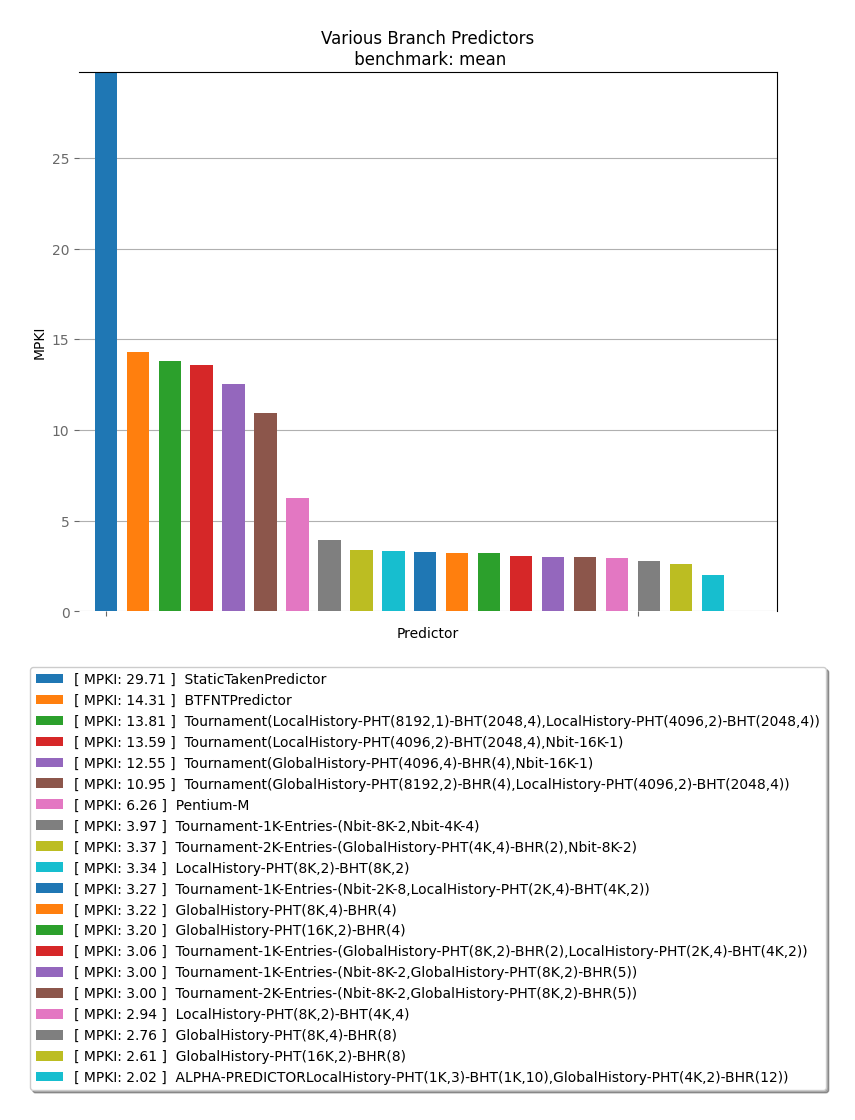 Various Branch Predictors
benchmark: mean
25
20
15
10
5
0
MPKI
Predictor
[ MPKI: 29.71 ] StaticTakenPredictor
[ MPKI: 14.31 ] BTFNTPredictor
[ MPKI: 13.81 ] Tournament(LocalHistory-PHT(8192,1)-BHT(2048,4),LocalHistory-PHT(4096,2)-BHT(2048,4))
[ MPKI: 13.59 ] Tournament(LocalHistory-PHT(4096,2)-BHT(2048,4),Nbit-16K-1)
[ MPKI: 12.55 ] Tournament(GlobalHistory-PHT(4096,4)-BHR(4),Nbit-16K-1)
[ MPKI: 10.95 ] Tournament(GlobalHistory-PHT(8192,2)-BHR(4),LocalHistory-PHT(4096,2)-BHT(2048,4))
[ MPKI: 6.26 ] Pentium-M
[ MPKI: 3.97 ] Tournament-1K-Entries-(Nbit-8K-2,Nbit-4K-4)
[ MPKI: 3.37 ] Tournament-2K-Entries-(GlobalHistory-PHT(4K,4)-BHR(2),Nbit-8K-2)
[ MPKI: 3.34 ] LocalHistory-PHT(8K,2)-BHT(8K,2)
[ MPKI: 3.27 ] Tournament-1K-Entries-(Nbit-2K-8,LocalHistory-PHT(2K,4)-BHT(4K,2))
[ MPKI: 3.22 ] GlobalHistory-PHT(8K,4)-BHR(4)
[ MPKI: 3.20 ] GlobalHistory-PHT(16K,2)-BHR(4)
[ MPKI: 3.06 ] Tournament-1K-Entries-(GlobalHistory-PHT(8K,2)-BHR(2),LocalHistory-PHT(2K,4)-BHT(4K,2))
[ MPKI: 3.00 ] Tournament-1K-Entries-(Nbit-8K-2,GlobalHistory-PHT(8K,2)-BHR(5))
[ MPKI: 3.00 ] Tournament-2K-Entries-(Nbit-8K-2,GlobalHistory-PHT(8K,2)-BHR(5))
[ MPKI: 2.94 ] LocalHistory-PHT(8K,2)-BHT(4K,4)
[ MPKI: 2.76 ] GlobalHistory-PHT(8K,4)-BHR(8)
[ MPKI: 2.61 ] GlobalHistory-PHT(16K,2)-BHR(8)
[ MPKI: 2.02 ] ALPHA-PREDICTORLocalHistory-PHT(1K,3)-BHT(1K,10),GlobalHistory-PHT(4K,2)-BHR(12))